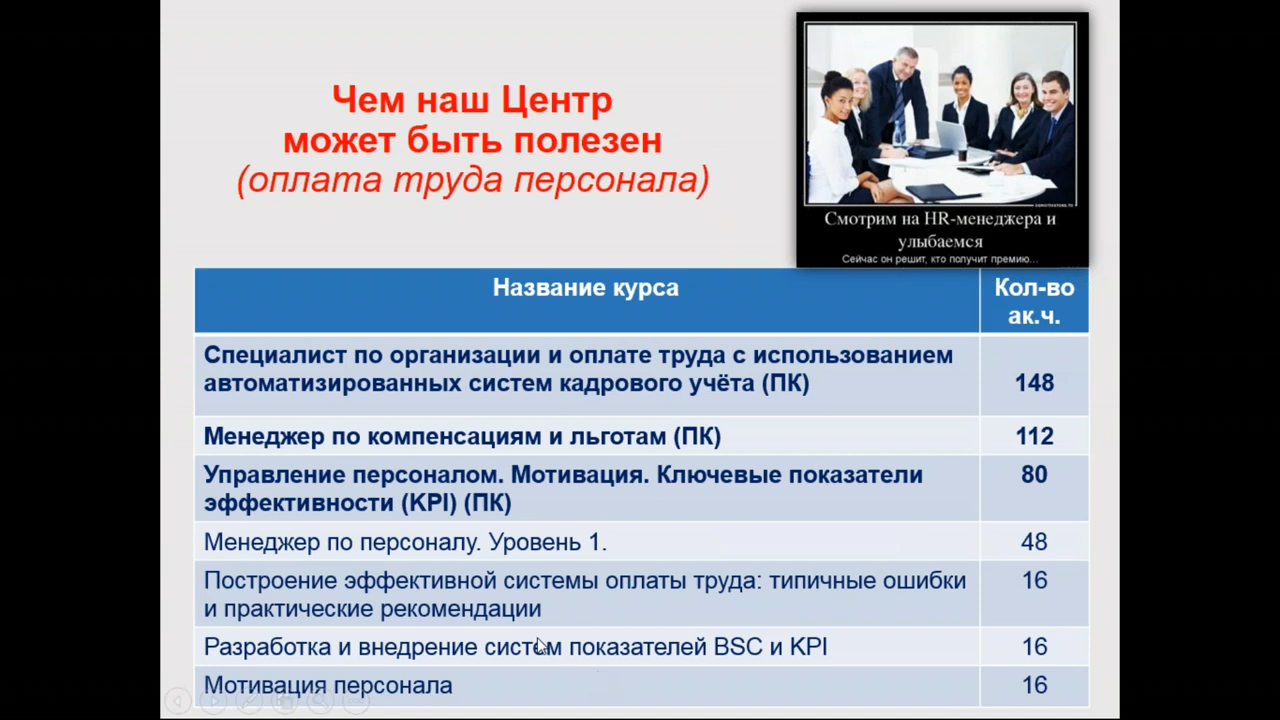 Чем наш Центр
может быть полезен
(оплата труда персонала)
Смотрим на HR-менеджера и
улыбаемся
Сейчас он решит, кто получит премию...
Название курса
Кол-во
ак.ч.
Специалист по организации и оплате труда с использованием
автоматизированных систем кадрового учёта (ПК)
148
Менеджер по компенсациям и льготам (ПК)
112
Управление персоналом. Мотивация. Ключевые показатели
эффективности (KPI) (ПК)
80
Менеджер по персоналу. Уровень 1.
48
Построение эффективной системы оплаты труда: типичные ошибки
и практические рекомендации
16
Разработка и внедрение систем показателей BSC и KPI
16
Мотивация персонала
16